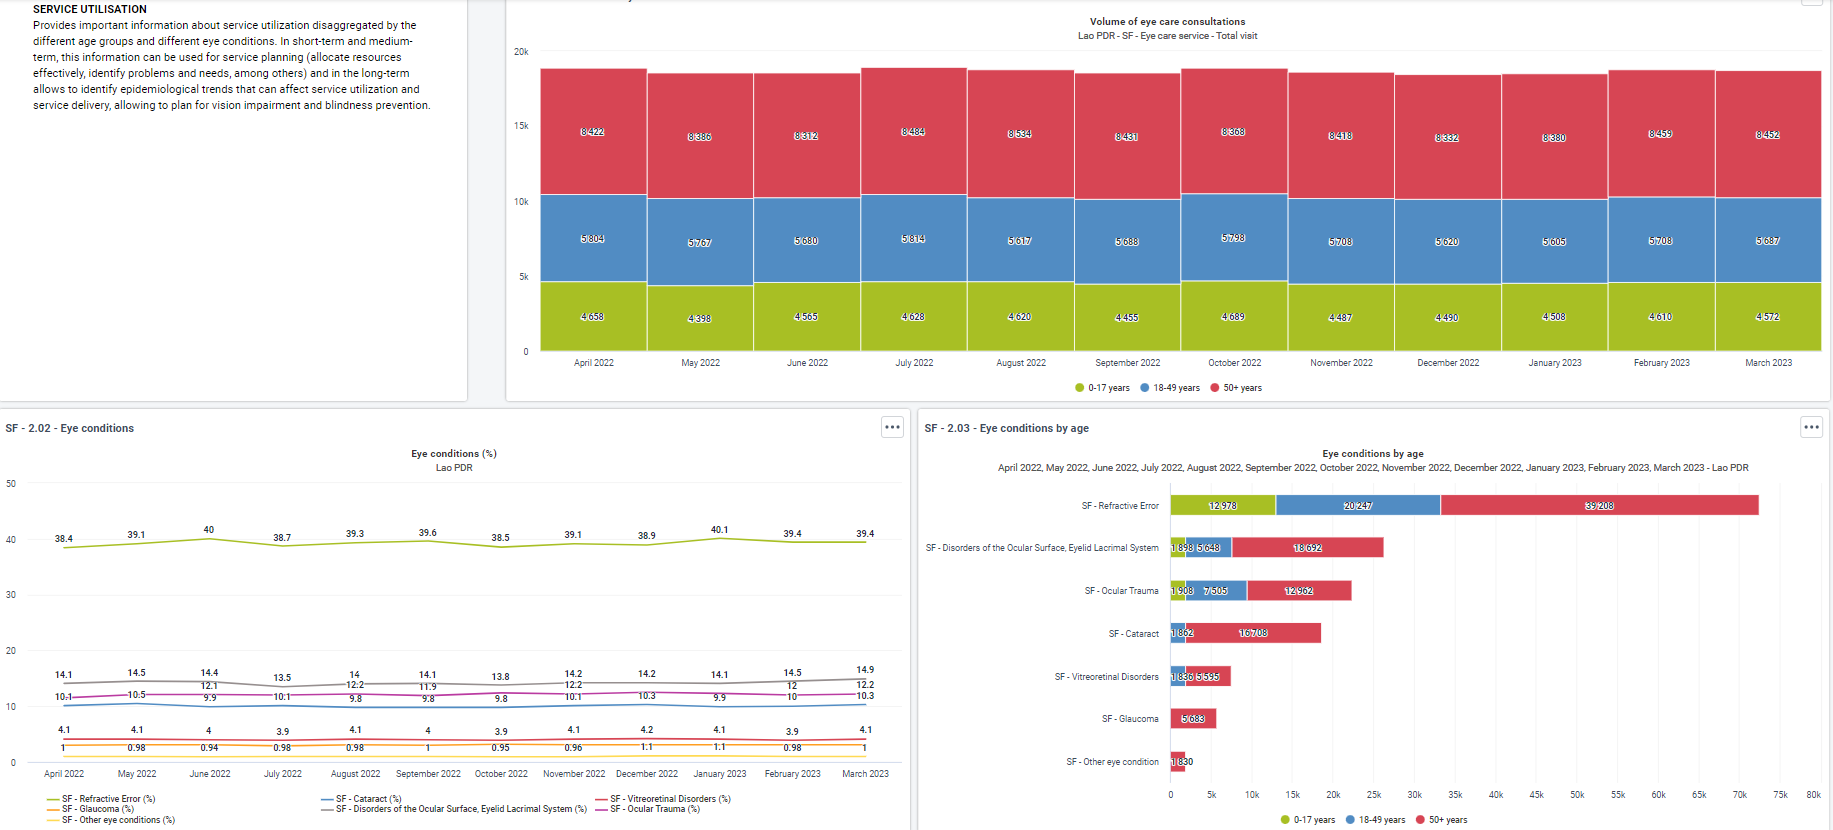 SERVICE UTILISATION
Provides important information about service utilization disaggregated by the
different age groups and different eye conditions. In short-term and medium-
term, this information can be used for service planning (allocate resources
effectively, identify problems and needs, among others) and in the long-term
allows to identify epidemiological trends that can affect service utilization and
service delivery, allowing to plan for vision impairment and blindness prevention.
Volume of eye care consultations
Lao PDR - SF - Eye care service - Total visit
20k
15k
10k
5k
0
8 422 8 386 8 312 8 484 8 534 8 431 8 368 8 418 8 332 8 380 8 459 8 452
5 804 5 767 5 680 5 814 5 617 5 688 5 798 5 708 5 620 5 605 5 708 5 687
4 658 4 398 4 565 4 628 4 620 4 455 4 689 4 487 4 490 4 508 4 610 4 572
April 2022 May 2022 June 2022 July 2022 August 2022 September 2022 October 2022 November 2022 December 2022 January 2023 February 2023 March 2023
0-17 years 18-49 years 50+ years
SF - 2.02 - Eye conditions
Eye conditions (%)
Lao PDR
50
40
30
20
10
0
38.4 39.1 40 38.7 39.3 39.6 38.5 39.1 38.9 40.1 39.4 39.4
14.1 14.5 14.4 13.5 14 14.1 13.8 14.2 14.2 14.1 14.5 14.9
12.1 12.2 11.9 12.2 12 12.2
10.1 10.5 9.9 10.1 9.8 9.8 9.8 10.1 10.3 9.9 10 10.3
4.1 4.1 4 3.9 4.1 4 3.9 4.1 4.2 4.1 3.9 4.1
1 0.98 0.94 0.98 0.98 1 0.95 0.96 1.1 1.1 0.98 1
April 2022 May 2022 June 2022 July 2022 August 2022 September 2022 October 2022 November 2022 December 2022 January 2023 February 2023 March 2023
SF - Refractive Error (%) SF - Cataract (%) SF - Vitreoretinal Disorders (%)
SF - Glaucoma (%) SF - Disorders of the Ocular Surface, Eyelid Lacrimal System (%) SF - Ocular Trauma (%)
SF - Other eye conditions (%)
SF - 2.03 - Eye conditions by age
Eye conditions by age
April 2022, May 2022, June 2022, July 2022, August 2022, September 2022, October 2022, November 2022, December 2022, January 2023, February 2023, March 2023 - Lao PDR
SF - Refractive Error 12 978 20 247 39 208
SF - Disorders of the Ocular Surface, Eyelid Lacrimal System 1 898 5 648 18 692
SF - Ocular Trauma 1 908 7 505 12 962
SF - Cataract 1 862 16 708
SF - Vitreoretinal Disorders 1 836 5 595
SF - Glaucoma 5 683
SF - Other eye condition 1 830
0 5k 10k 15k 20k 25k 30k 35k 40k 45k 50k 55k 60k 65k 70k 75k 80k
0-17 years 18-49 years 50+ years